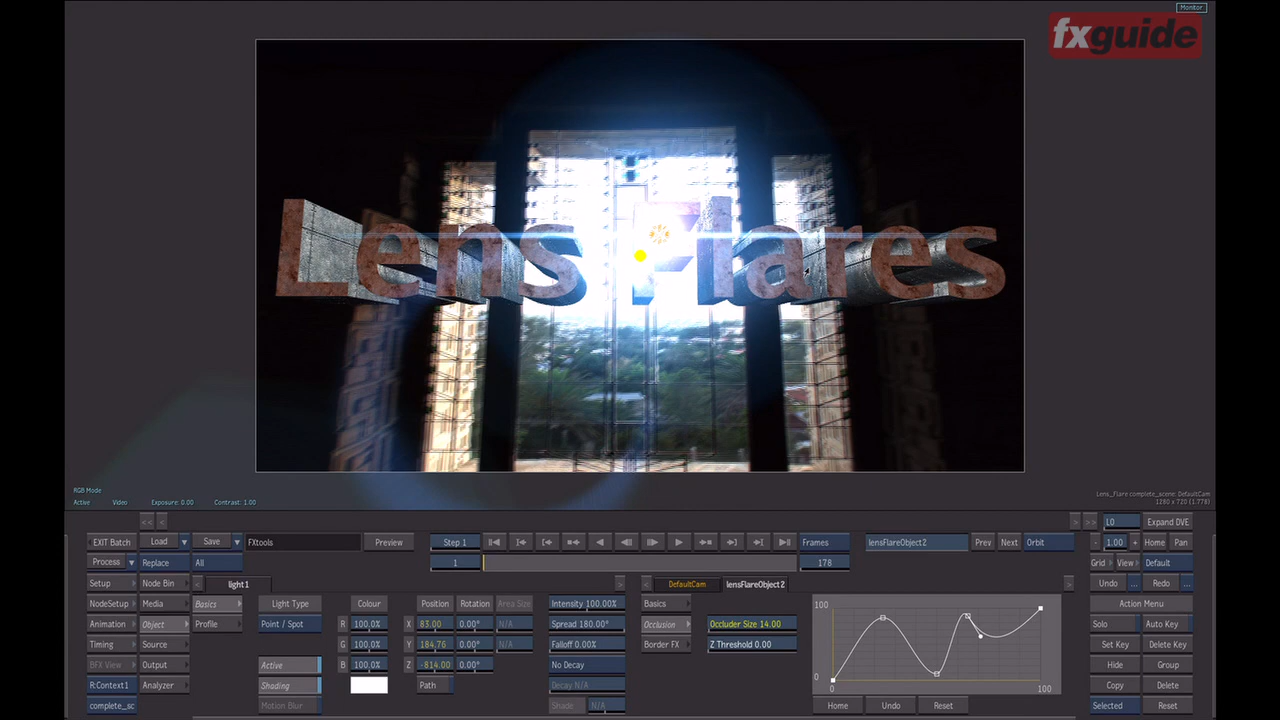 Monitor
fxguide
Lens Flares
RGB Mode
Active Video Exposure: 0.00 Contrast: 1.00
Lens_Flare complete_scene: DefaultCam
1280 x 720 (1.778)
<< < > >> L0 Expand DVE
EXIT Batch Load Save FXtools Preview Step 1 Frames lensFlareObject2 Prev Next Orbit - 1.00 + Home Pan
Process Replace All 1 178 Grid View Default
Setup Node Bin < light1 > < DefaultCam lensFlareObject2 > Undo ... Redo ...
NodeSetup Media Basics Light Type Colour Position Rotation Area Size Intensity 100.00% Basics 100 Action Menu
Animation Object Profile Point / Spot R 100.0% X 83.00 0.00° N/A Spread 180.00° Occlusion Occluder Size 14.00 Solo Auto Key
Timing Source G 100.0% Y 184.76 0.00° N/A Falloff 0.00% Border FX Z Threshold 0.00 Set Key Delete Key
BFX View Output Active B 100.0% Z -814.00 0.00° No Decay 0 Hide Group
R:Context1 Analyzer Shading Path Decay N/A 0 100 Copy Delete
complete_sc Motion Blur Shade N/A Home Undo Reset Selected Reset